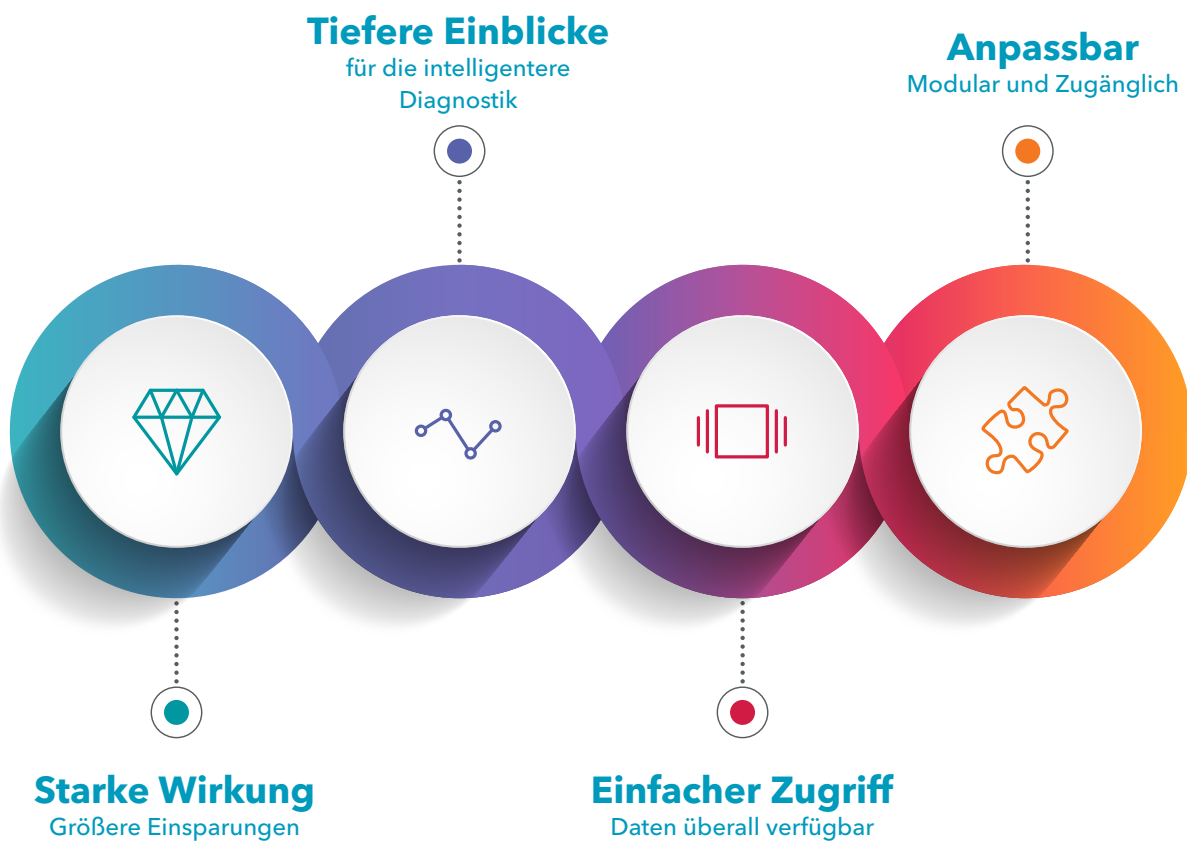 Tiefere Einblicke
für die intelligentere
Diagnostik
Anpassbar
Modular und Zugänglich
Starke Wirkung
Größere Einsparungen
Einfacher Zugriff
Daten überall verfügbar